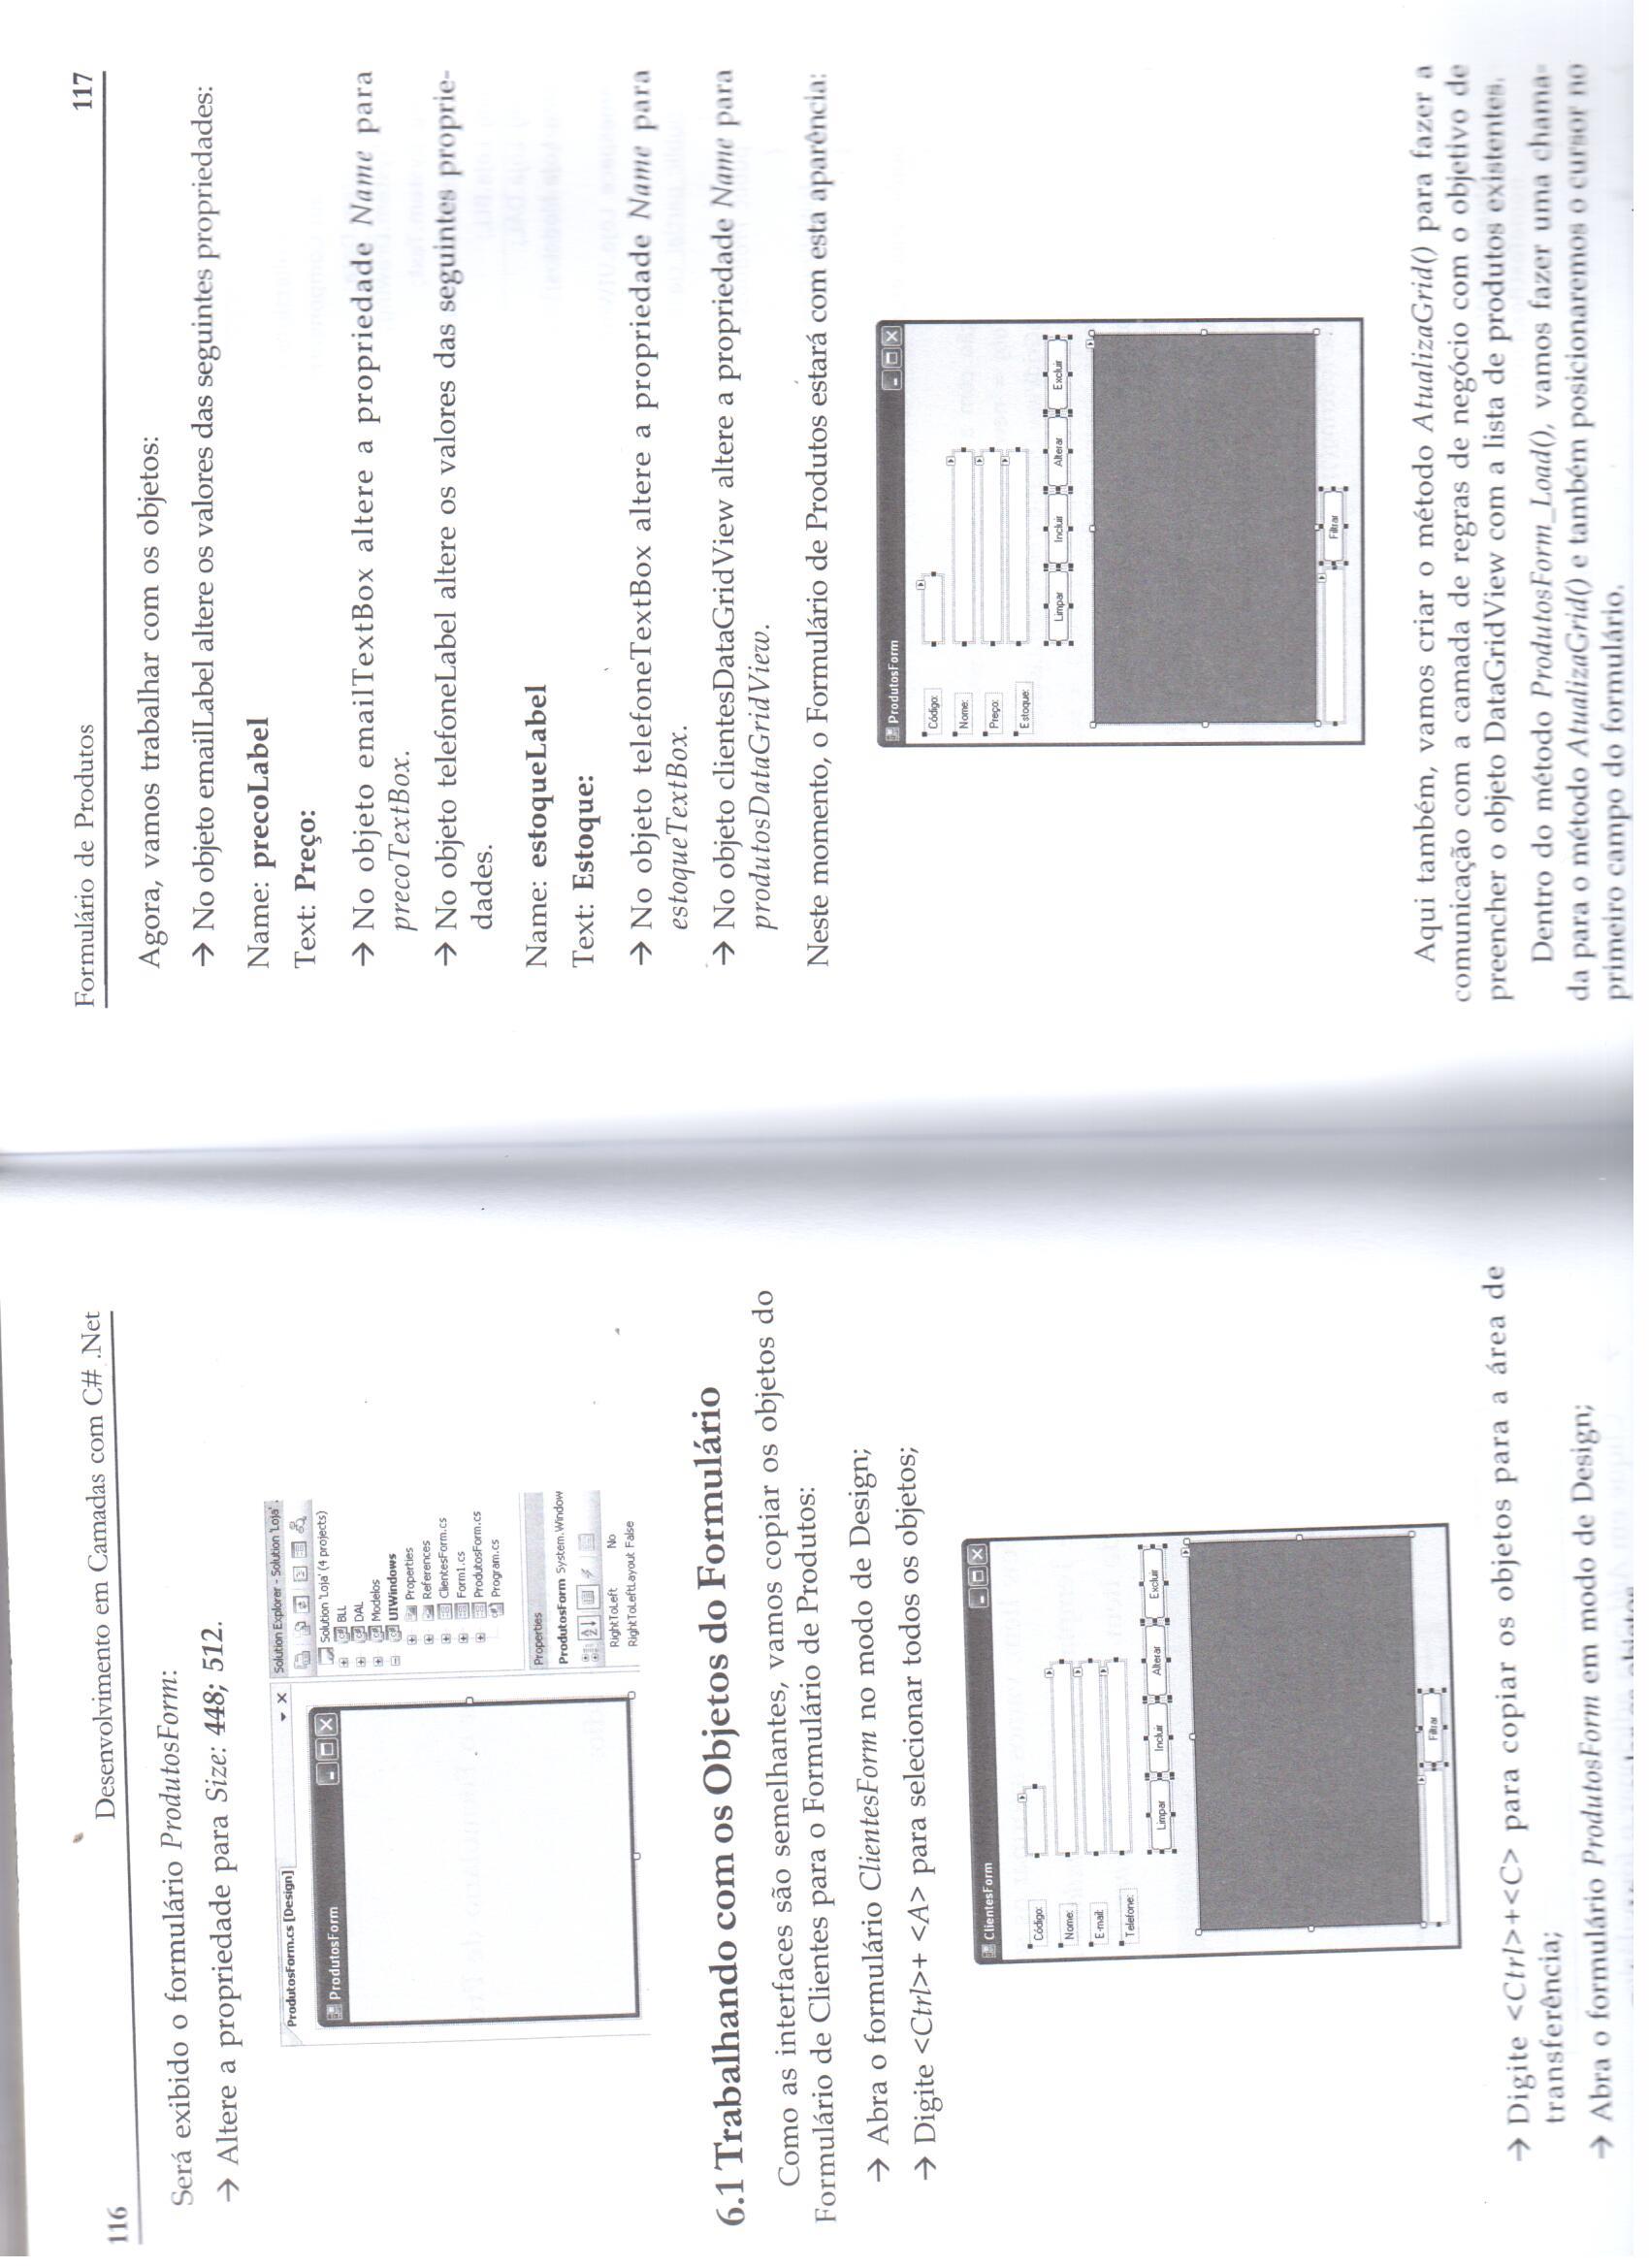 116
Desenvolvimento em Camadas com C# .Net
Será exibido o formulário ProdutosForm:
→ Altere a propriedade para Size: 448; 512.
ProdutosForm.cs [Design]
ProdutosForm
Solution Explorer - Solution 'Loja'
Solution 'Loja' (4 projects)
BLL
DAL
Modelos
UIWindows
Properties
References
ClientesForm.cs
Form1.cs
ProdutosForm.cs
Program.cs
Properties
ProdutosForm System.Window
RightToLeft No
RightToLeftLayout False
6.1 Trabalhando com os Objetos do Formulário
Como as interfaces são semelhantes, vamos copiar os objetos do
Formulário de Clientes para o Formulário de Produtos:
→ Abra o formulário ClientesForm no modo de Design;
→ Digite <Ctrl>+ <A> para selecionar todos os objetos;
ClientesForm
Código:
Nome:
E-mail:
Telefone:
Limpar Incluir Alterar Excluir
Filtrar
→ Digite <Ctrl>+<C> para copiar os objetos para a área de
transferência;
→ Abra o formulário ProdutosForm em modo de Design;
Formulário de Produtos
117
Agora, vamos trabalhar com os objetos:
→ No objeto emailLabel altere os valores das seguintes propriedades:
Name: precoLabel
Text: Preço:
→ No objeto emailTextBox altere a propriedade Name para
precoTextBox.
→ No objeto telefoneLabel altere os valores das seguintes proprie-
dades.
Name: estoqueLabel
Text: Estoque:
→ No objeto telefoneTextBox altere a propriedade Name para
estoqueTextBox.
→ No objeto clientesDataGridView altere a propriedade Name para
produtosDataGridView.
Neste momento, o Formulário de Produtos estará com esta aparência:
ProdutosForm
Código:
Nome:
Preço:
Estoque:
Limpar Incluir Alterar Excluir
Filtrar
Aqui também, vamos criar o método AtualizaGrid() para fazer a
comunicação com a camada de regras de negócio com o objetivo de
preencher o objeto DataGridView com a lista de produtos existentes.
Dentro do método ProdutosForm_Load(), vamos fazer uma chama-
da para o método AtualizaGrid() e também posicionaremos o cursor no
primeiro campo do formulário.